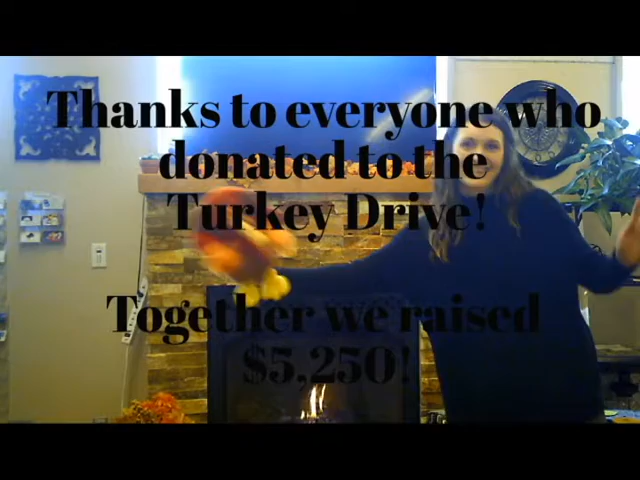 Thanks to everyone who
donated to the
Turkey Drive!
Together we raised
$5,250!